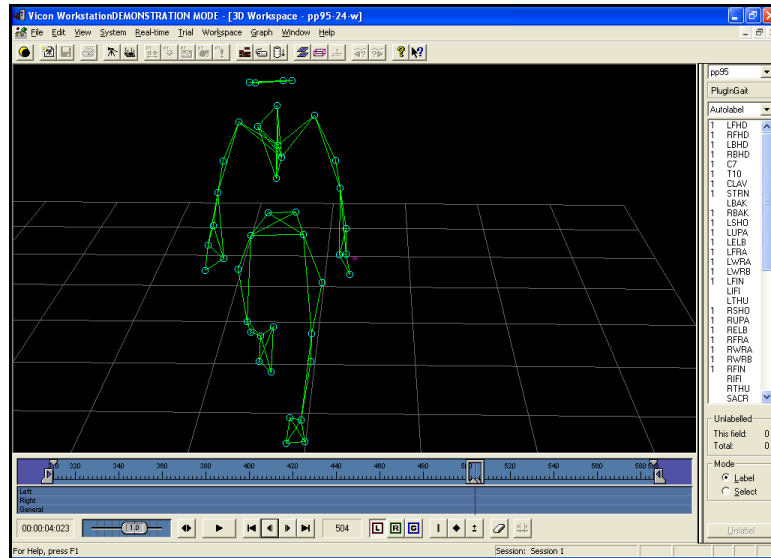 Vicon WorkstationDEMONSTRATION MODE - [3D Workspace - pp95-24-w]
File Edit View System Real-time Trial Workspace Graph Window Help
pp95
PlugInGait
Autolabel
1 LFHD
1 RFHD
1 LBHD
1 RBHD
1 C7
1 T10
1 CLAV
1 STRN
LBAK
1 RBAK
1 LSHO
1 LUPA
1 LELB
1 LFRA
1 LWRA
1 LWRB
1 LFIN
LIFI
LTHU
1 RSHO
1 RUPA
1 RELB
1 RFRA
1 RWRA
1 RWRB
1 RFIN
RIFI
RTHU
SACR
Unlabelled
This field: 0
Total: 0
Mode
Label
Select
Unlabel
320 340 360 380 400 420 440 460 480 520 540 560
Left
Right
General
00:00:04:023
1.0
504
L R G
For Help, press F1
Session: Session 1